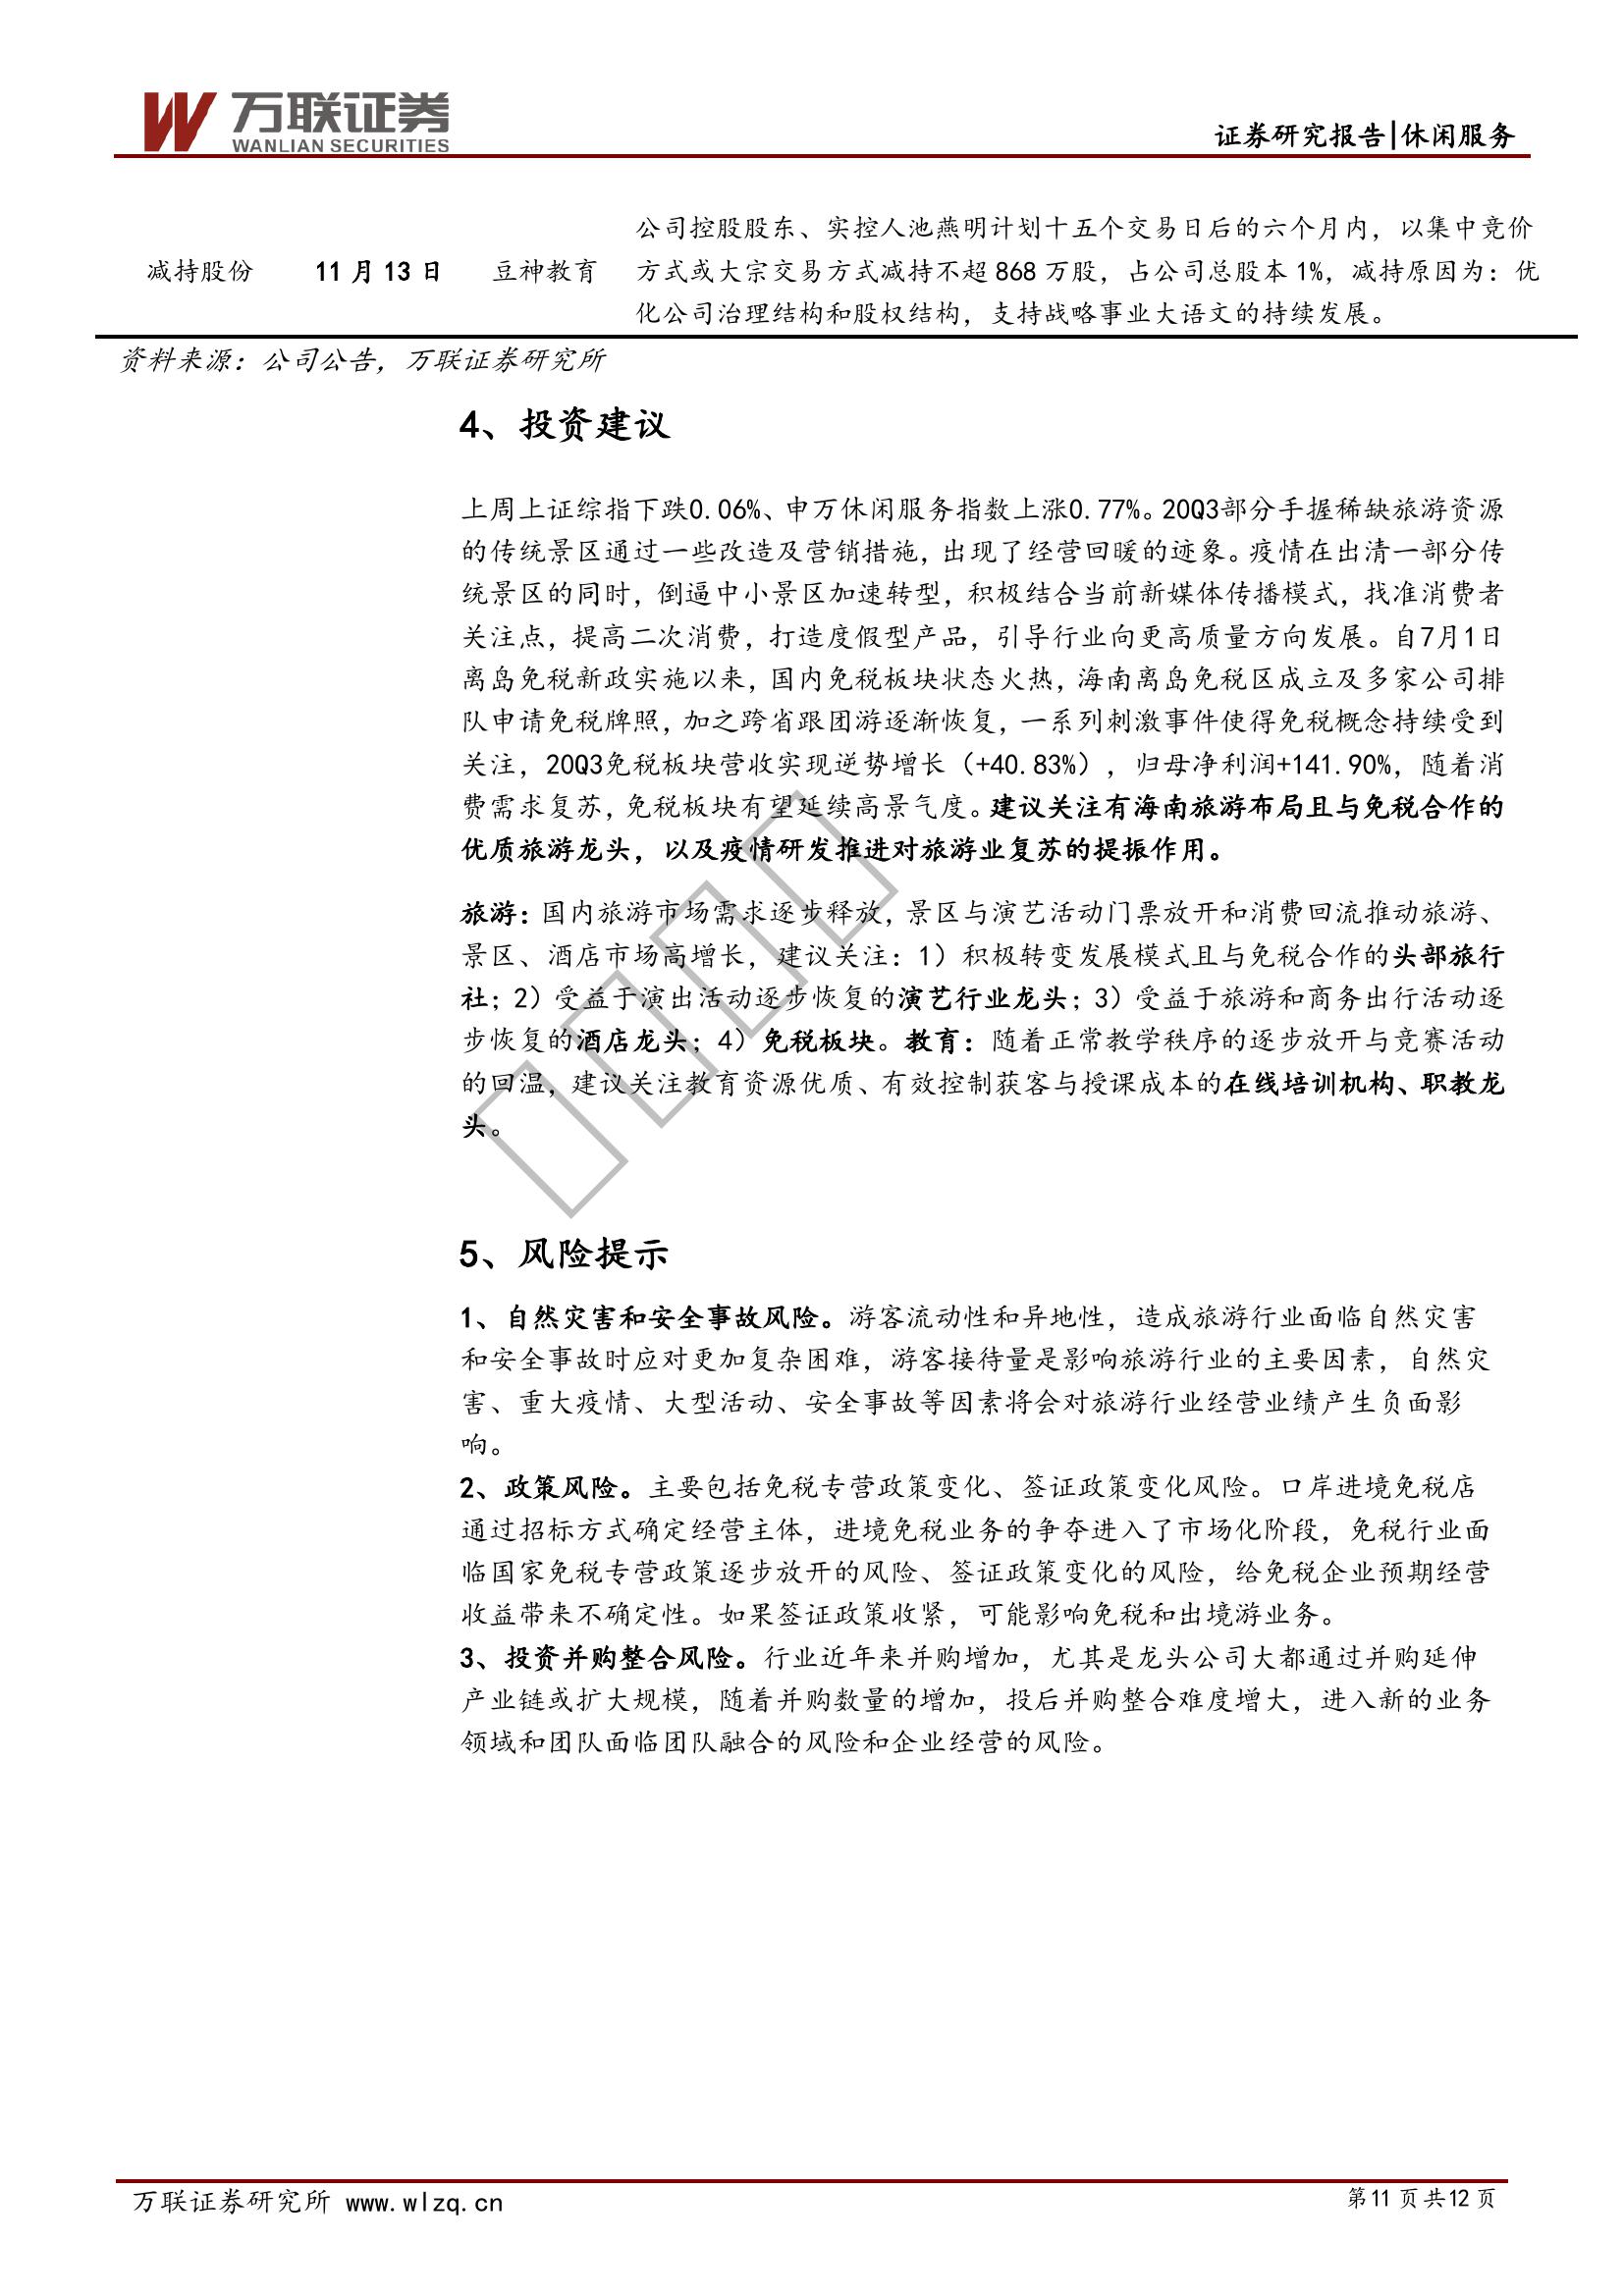 万联证券
WANLIAN SECURITIES
证券研究报告|休闲服务
公司控股股东、实控人池燕明计划十五个交易日后的六个月内，以集中竞价
减持股份 11 月 13 日 豆神教育 方式或大宗交易方式减持不超 868 万股，占公司总股本 1%，减持原因为：优
化公司治理结构和股权结构，支持战略事业大语文的持续发展。
资料来源：公司公告，万联证券研究所
4、投资建议
上周上证综指下跌0.06%、申万休闲服务指数上涨0.77%。20Q3部分手握稀缺旅游资源
的传统景区通过一些改造及营销措施，出现了经营回暖的迹象。疫情在出清一部分传
统景区的同时，倒逼中小景区加速转型，积极结合当前新媒体传播模式，找准消费者
关注点，提高二次消费，打造度假型产品，引导行业向更高质量方向发展。自7月1日
离岛免税新政实施以来，国内免税板块状态火热，海南离岛免税区成立及多家公司排
队申请免税牌照，加之跨省跟团游逐渐恢复，一系列刺激事件使得免税概念持续受到
关注，20Q3免税板块营收实现逆势增长（+40.83%），归母净利润+141.90%，随着消
费需求复苏，免税板块有望延续高景气度。建议关注有海南旅游布局且与免税合作的
优质旅游龙头，以及疫情研发推进对旅游业复苏的提振作用。
旅游：国内旅游市场需求逐步释放，景区与演艺活动门票放开和消费回流推动旅游、
景区、酒店市场高增长，建议关注：1）积极转变发展模式且与免税合作的头部旅行
社；2）受益于演出活动逐步恢复的演艺行业龙头；3）受益于旅游和商务出行活动逐
步恢复的酒店龙头；4）免税板块。教育：随着正常教学秩序的逐步放开与竞赛活动
的回温，建议关注教育资源优质、有效控制获客与授课成本的在线培训机构、职教龙
头。
5、风险提示
1、自然灾害和安全事故风险。游客流动性和异地性，造成旅游行业面临自然灾害
和安全事故时应对更加复杂困难，游客接待量是影响旅游行业的主要因素，自然灾
害、重大疫情、大型活动、安全事故等因素将会对旅游行业经营业绩产生负面影
响。
2、政策风险。主要包括免税专营政策变化、签证政策变化风险。口岸进境免税店
通过招标方式确定经营主体，进境免税业务的争夺进入了市场化阶段，免税行业面
临国家免税专营政策逐步放开的风险、签证政策变化的风险，给免税企业预期经营
收益带来不确定性。如果签证政策收紧，可能影响免税和出境游业务。
3、投资并购整合风险。行业近年来并购增加，尤其是龙头公司大都通过并购延伸
产业链或扩大规模，随着并购数量的增加，投后并购整合难度增大，进入新的业务
领域和团队面临团队融合的风险和企业经营的风险。
万联证券研究所 www.wlzq.cn 第11 页共12 页